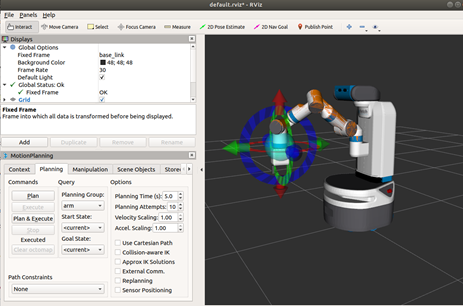 default.rviz* - RViz
File Panels Help
Interact Move Camera Select Focus Camera Measure 2D Pose Estimate 2D Nav Goal Publish Point
Displays
Global Options
Fixed Frame base_link
Background Color 48; 48; 48
Frame Rate 30
Default Light
Global Status: Ok
Fixed Frame OK
Grid
Fixed Frame
Frame into which all data is transformed before being displayed.
Add Duplicate Remove Rename
MotionPlanning
Context Planning Manipulation Scene Objects Stored
Commands Query Options
Plan Planning Group: Planning Time (s): 5.0
Execute arm Planning Attempts: 10
Plan & Execute Start State: Velocity Scaling: 1.00
Stop <current> Accel. Scaling: 1.00
Executed Goal State: Use Cartesian Path
Clear octomap <current> Collision-aware IK
Approx IK Solutions
External Comm.
Path Constraints Replanning
None Sensor Positioning